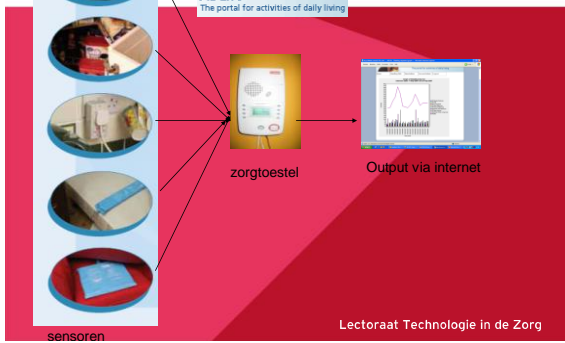 The portal for activities of daily living
zorgtoestel
Output via internet
Lectoraat Technologie in de Zorg
sensoren